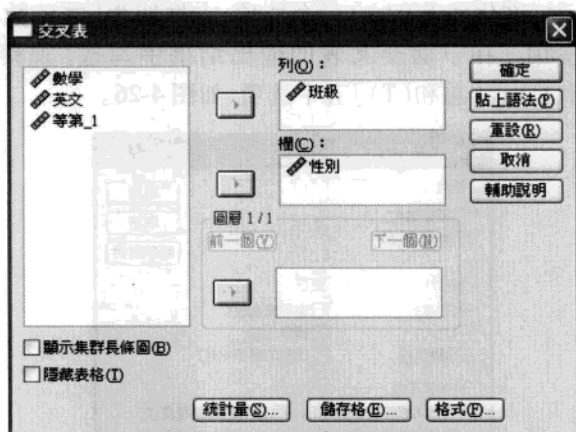 交叉表
數學
英文
等第_1
列(O)：
班級
欄(C)：
性別
圖層 1 / 1
前一個(V)
下一個(N)
確定
貼上語法(P)
重設(R)
取消
輔助說明
顯示集群長條圖(B)
隱藏表格(T)
統計量(S)...
儲存格(E)...
格式(F)...